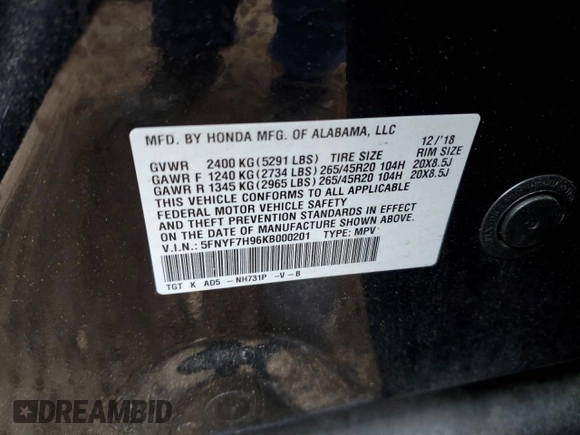 MFD. BY HONDA MFG. OF ALABAMA, LLC 12/'18
GVWR 2400 KG(5291 LBS) TIRE SIZE RIM SIZE
GAWR F 1240 KG(2734 LBS)265/45R20 104H 20X8.5J
GAWR R 1345 KG(2965 LBS)265/45R20 104H 20X8.5J
THIS VEHICLE CONFORMS TO ALL APPLICABLE
FEDERAL MOTOR VEHICLE SAFETY
AND THEFT PREVENTION STANDARDS IN EFFECT
ON THE DATE OF MANUFACTURE SHOWN ABOVE.
V.I.N.: 5FNYF7H96KB000201 TYPE: MPV
TGT K AD5 -NH731P -V-B
DREAMBID